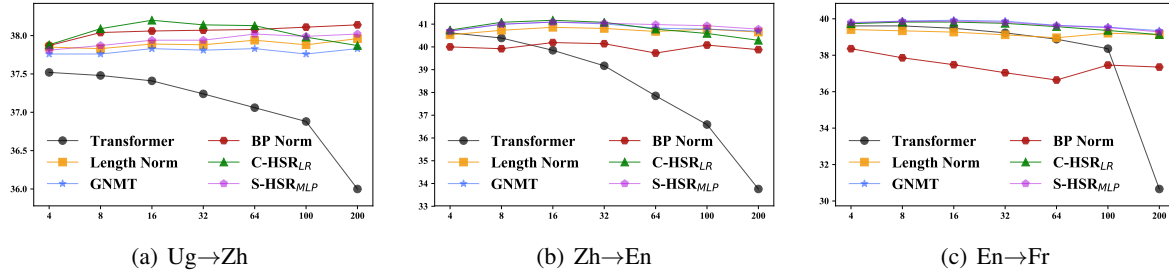 38.0
37.5
37.0
36.5
36.0
Transformer
Length Norm
GNMT
BP Norm
C-HSR_LR
S-HSR_MLP
4 8 16 32 64 100 200
(a) Ug→Zh
41
40
39
38
37
36
35
34
33
Transformer
Length Norm
GNMT
BP Norm
C-HSR_LR
S-HSR_MLP
4 8 16 32 64 100 200
(b) Zh→En
40
38
36
34
32
30
Transformer
Length Norm
GNMT
BP Norm
C-HSR_LR
S-HSR_MLP
4 8 16 32 64 100 200
(c) En→Fr